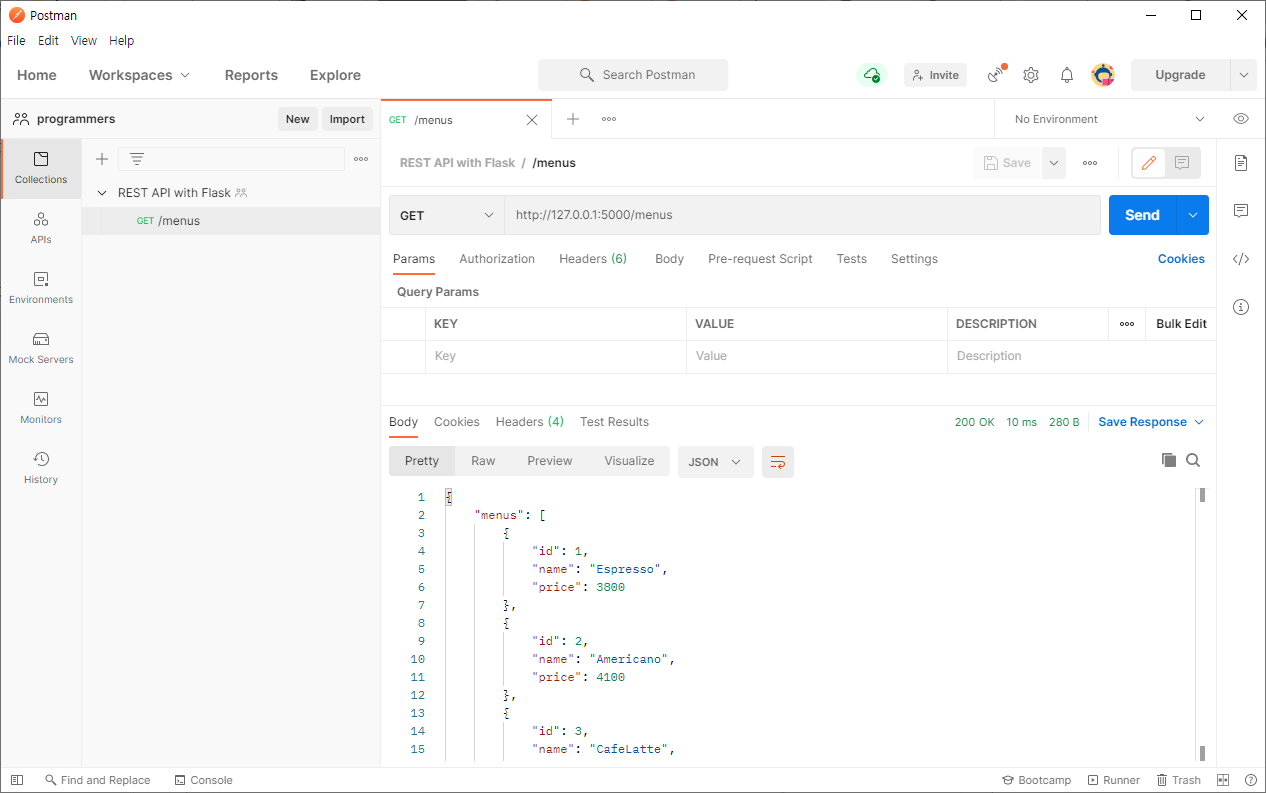 Postman
File Edit View Help
Home Workspaces Reports Explore Search Postman Invite Upgrade
programmers New Import GET /menus No Environment
Collections
APIs
Environments
Mock Servers
Monitors
History
REST API with Flask
GET /menus
REST API with Flask / /menus Save
GET http://127.0.0.1:5000/menus Send
Params Authorization Headers (6) Body Pre-request Script Tests Settings Cookies
Query Params
KEY VALUE DESCRIPTION Bulk Edit
Key Value Description
Body Cookies Headers (4) Test Results 200 OK 10 ms 280 B Save Response
Pretty Raw Preview Visualize JSON
1 {
2 "menus": [
3 {
4 "id": 1,
5 "name": "Espresso",
6 "price": 3800
7 },
8 {
9 "id": 2,
10 "name": "Americano",
11 "price": 4100
12 },
13 {
14 "id": 3,
15 "name": "CafeLatte",
Find and Replace Console Bootcamp Runner Trash